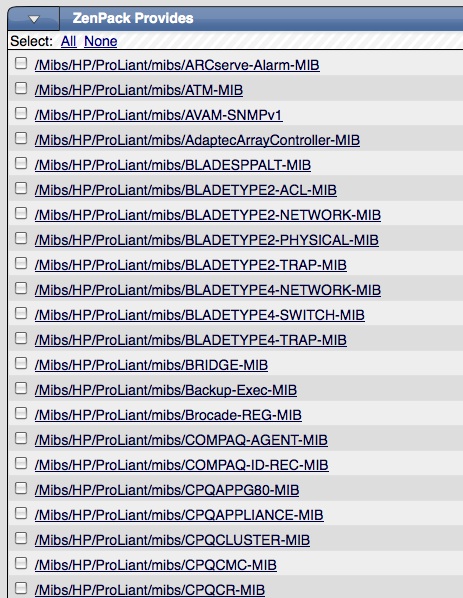 ZenPack Provides
Select: All None
/Mibs/HP/ProLiant/mibs/ARCserve-Alarm-MIB
/Mibs/HP/ProLiant/mibs/ATM-MIB
/Mibs/HP/ProLiant/mibs/AVAM-SNMPv1
/Mibs/HP/ProLiant/mibs/AdaptecArrayController-MIB
/Mibs/HP/ProLiant/mibs/BLADESPPALT-MIB
/Mibs/HP/ProLiant/mibs/BLADETYPE2-ACL-MIB
/Mibs/HP/ProLiant/mibs/BLADETYPE2-NETWORK-MIB
/Mibs/HP/ProLiant/mibs/BLADETYPE2-PHYSICAL-MIB
/Mibs/HP/ProLiant/mibs/BLADETYPE2-TRAP-MIB
/Mibs/HP/ProLiant/mibs/BLADETYPE4-NETWORK-MIB
/Mibs/HP/ProLiant/mibs/BLADETYPE4-SWITCH-MIB
/Mibs/HP/ProLiant/mibs/BLADETYPE4-TRAP-MIB
/Mibs/HP/ProLiant/mibs/BRIDGE-MIB
/Mibs/HP/ProLiant/mibs/Backup-Exec-MIB
/Mibs/HP/ProLiant/mibs/Brocade-REG-MIB
/Mibs/HP/ProLiant/mibs/COMPAQ-AGENT-MIB
/Mibs/HP/ProLiant/mibs/COMPAQ-ID-REC-MIB
/Mibs/HP/ProLiant/mibs/CPQAPPG80-MIB
/Mibs/HP/ProLiant/mibs/CPQAPPLIANCE-MIB
/Mibs/HP/ProLiant/mibs/CPQCLUSTER-MIB
/Mibs/HP/ProLiant/mibs/CPQCMC-MIB
/Mibs/HP/ProLiant/mibs/CPQCR-MIB